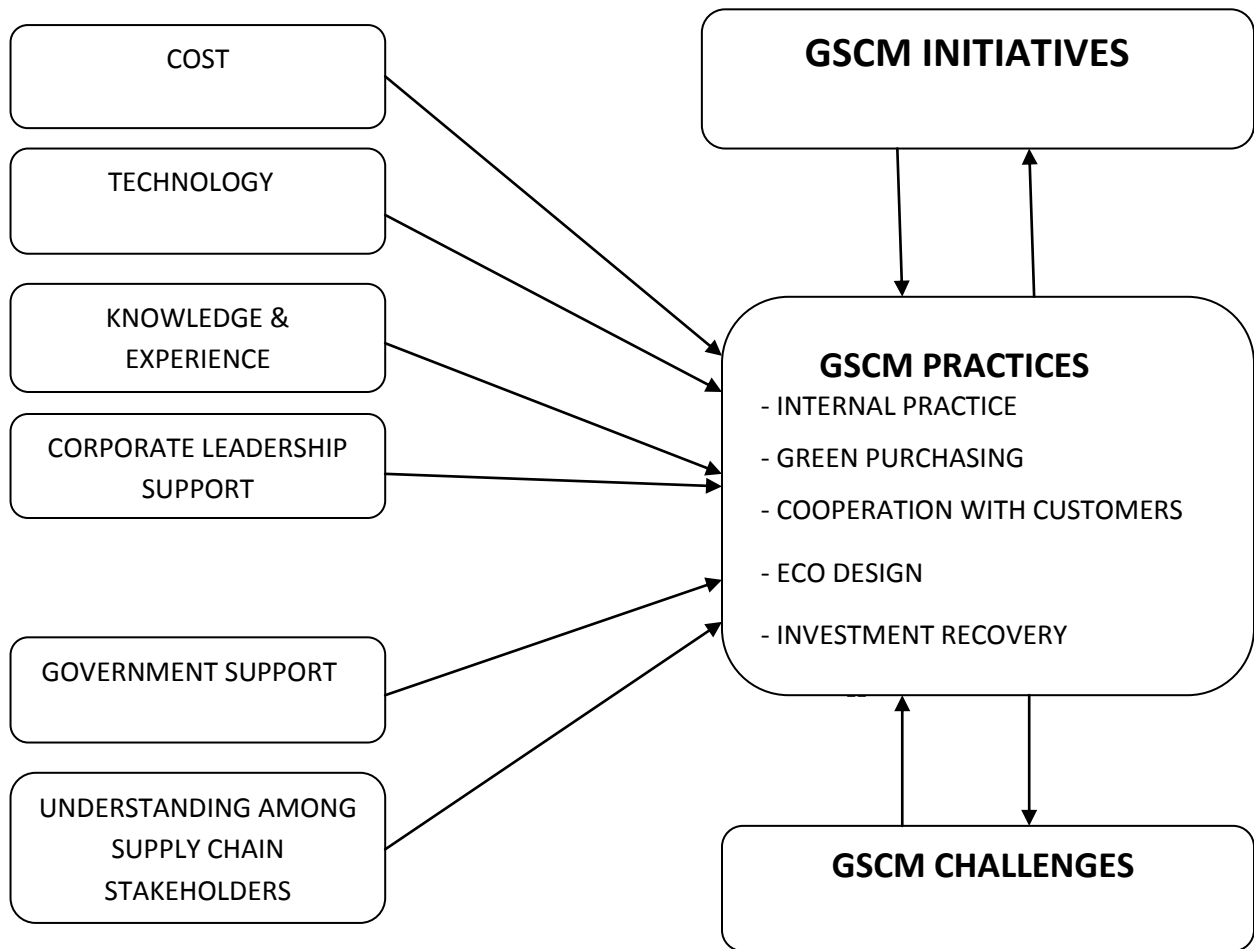 COST
TECHNOLOGY
KNOWLEDGE &
EXPERIENCE
CORPORATE LEADERSHIP
SUPPORT
GOVERNMENT SUPPORT
UNDERSTANDING AMONG
SUPPLY CHAIN
STAKEHOLDERS
GSCM INITIATIVES
GSCM PRACTICES
- INTERNAL PRACTICE
- GREEN PURCHASING
- COOPERATION WITH CUSTOMERS
- ECO DESIGN
- INVESTMENT RECOVERY
GSCM CHALLENGES